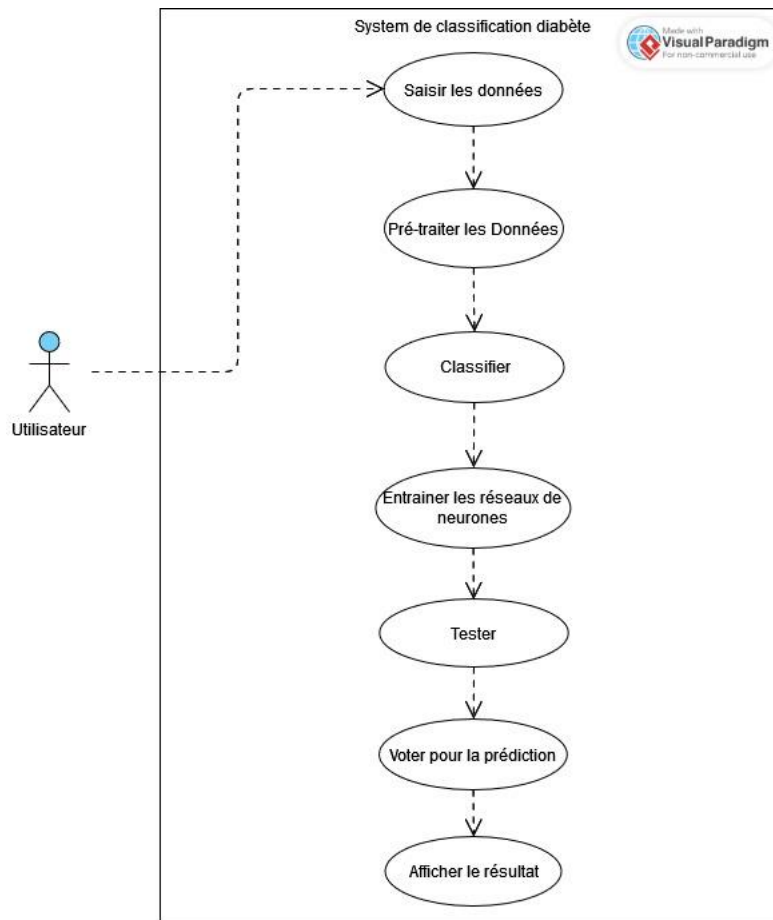 System de classification diabète
Made with
Visual Paradigm
For non-commercial use
Saisir les données
Pré-traiter les Données
Classifier
Utilisateur
Entrainer les réseaux de
neurones
Tester
Voter pour la prédiction
Afficher le résultat